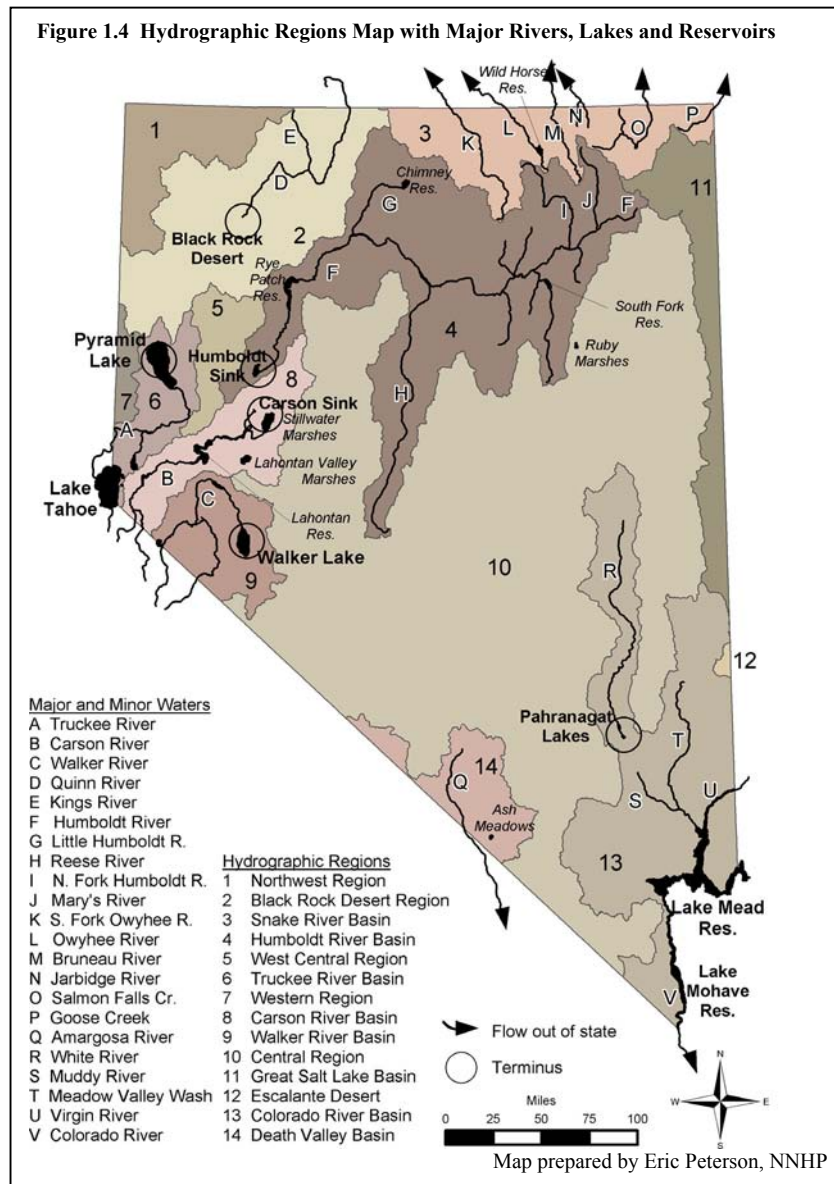 Figure 1.4 Hydrographic Regions Map with Major Rivers, Lakes and Reservoirs
Wild Horse
Res.
1
E
3
K
L
M
N
O
P
D
Chimney
Res.
11
G
J
F
I
Black Rock
Desert
2
Rye
Patch
Res.
F
5
South Fork
Res.
4
Pyramid
Lake
Humboldt
Sink
Ruby
Marshes
8
7
6
H
Carson Sink
Stillwater
Marshes
A
Lahontan Valley
Marshes
B
Lake
Tahoe
C
Lahontan
Res.
Walker Lake
9
10
R
12
Pahranagat
Lakes
T
14
Q
S
U
Ash
Meadows
13
Lake Mead
Res.
Lake
Mohave
Res.
V
Major and Minor Waters
A Truckee River
B Carson River
C Walker River
D Quinn River
E Kings River
F Humboldt River
G Little Humboldt R.
H Reese River
I N. Fork Humboldt R.
J Mary's River
K S. Fork Owyhee R.
L Owyhee River
M Bruneau River
N Jarbidge River
O Salmon Falls Cr.
P Goose Creek
Q Amargosa River
R White River
S Muddy River
T Meadow Valley Wash
U Virgin River
V Colorado River
Hydrographic Regions
1 Northwest Region
2 Black Rock Desert Region
3 Snake River Basin
4 Humboldt River Basin
5 West Central Region
6 Truckee River Basin
7 Western Region
8 Carson River Basin
9 Walker River Basin
10 Central Region
11 Great Salt Lake Basin
12 Escalante Desert
13 Colorado River Basin
14 Death Valley Basin
Flow out of state
Terminus
Miles
0 25 50 100
N
W E
S
Map prepared by Eric Peterson, NNHP